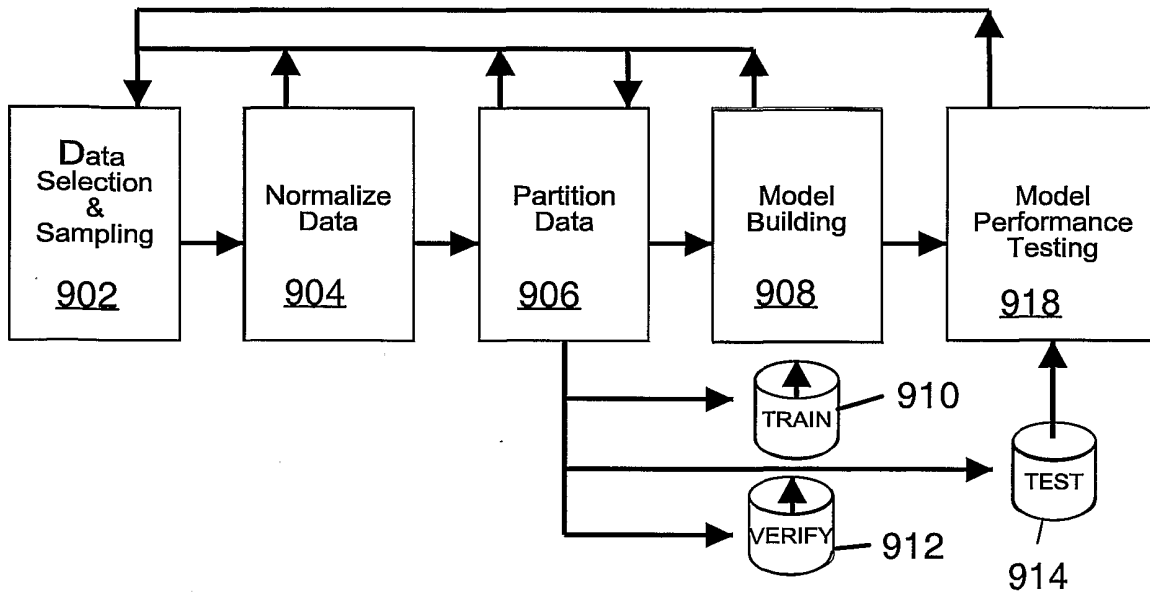 Data
Selection
&
Sampling
902
Normalize
Data
904
Partition
Data
906
Model
Building
908
Model
Performance
Testing
918
TRAIN
910
TEST
914
VERIFY
912